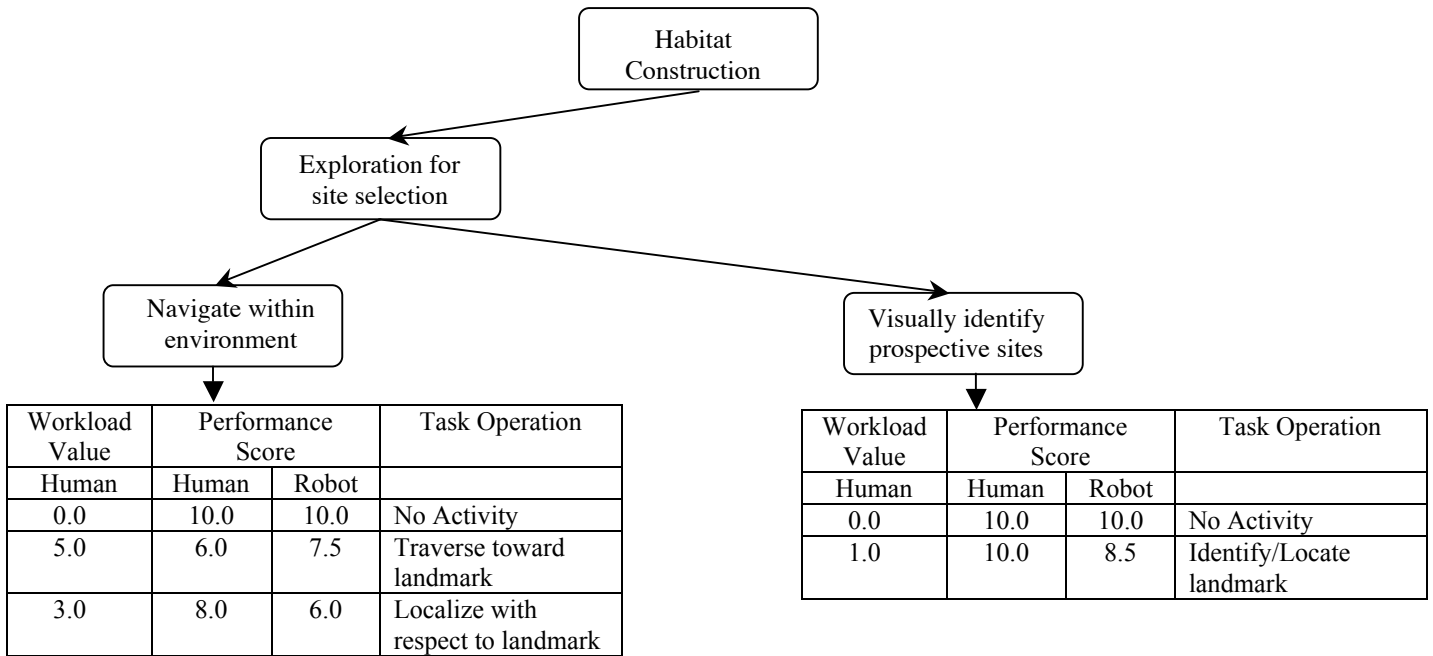 Habitat
Construction
Exploration for
site selection
Navigate within
environment
Visually identify
prospective sites
Workload
Value
Performance
Score
Task Operation
Human
Human
Robot
0.0
10.0
10.0
No Activity
5.0
6.0
7.5
Traverse toward
landmark
3.0
8.0
6.0
Localize with
respect to landmark
Workload
Value
Performance
Score
Task Operation
Human
Human
Robot
0.0
10.0
10.0
No Activity
1.0
10.0
8.5
Identify/Locate
landmark